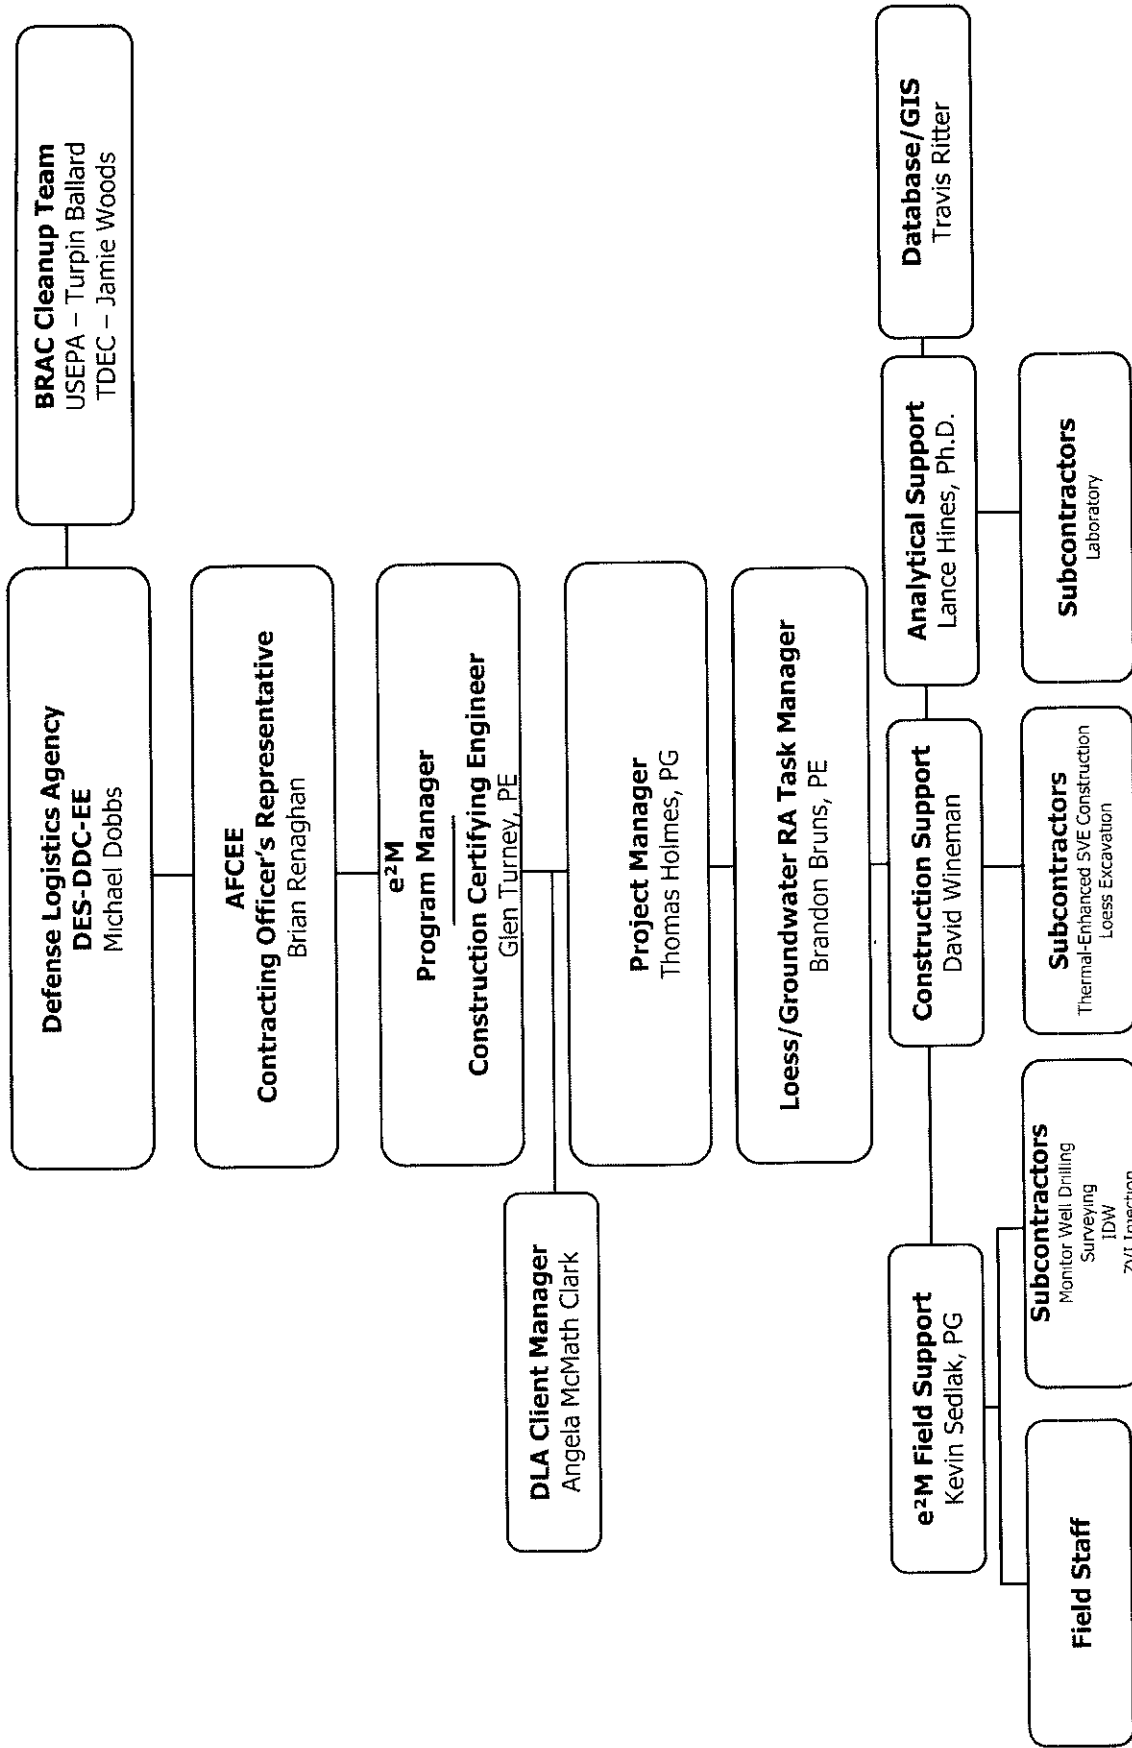 Defense Logistics Agency
DES-DDC-EE
Michael Dobbs
BRAC Cleanup Team
USEPA – Turpin Ballard
TDEC – Jamie Woods
AFCEE
Contracting Officer's Representative
Brian Renaghan
e²M
Program Manager
Construction Certifying Engineer
Glen Turney, PE
DLA Client Manager
Angela McMath Clark
Project Manager
Thomas Holmes, PG
Loess/Groundwater RA Task Manager
Brandon Bruns, PE
e²M Field Support
Kevin Sedlak, PG
Construction Support
David Wineman
Analytical Support
Lance Hines, Ph.D.
Database/GIS
Travis Ritter
Field Staff
Subcontractors
Monitor Well Drilling
Surveying
IDW
ZVI Injection
Subcontractors
Thermal-Enhanced SVE Construction
Loess Excavation
Subcontractors
Laboratory